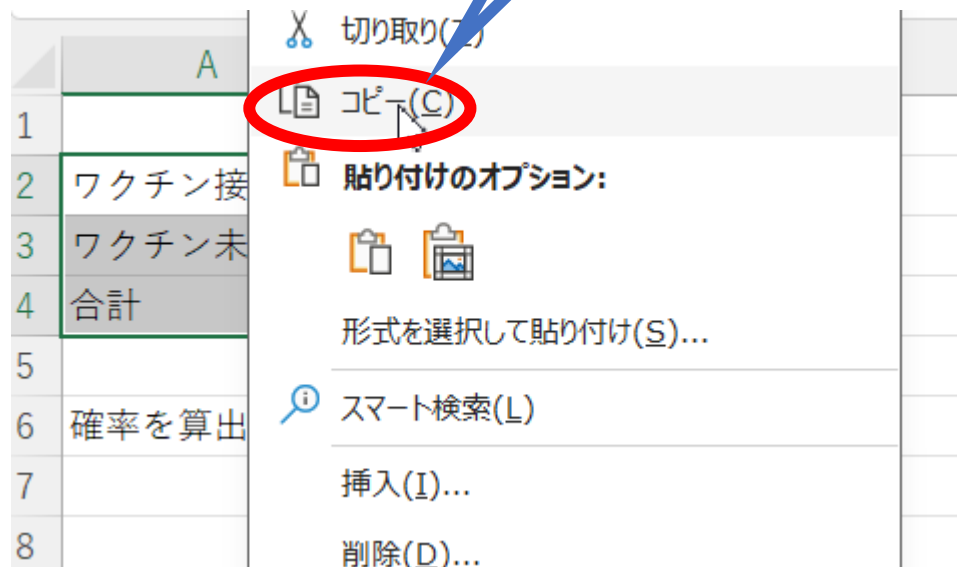 切り取り(T)
A
コピー(C)
1
貼り付けのオプション:
2 ワクチン接
3 ワクチン未
4 合計
形式を選択して貼り付け(S)...
5
スマート検索(L)
6 確率を算出
7
挿入(I)...
8
削除(D)...